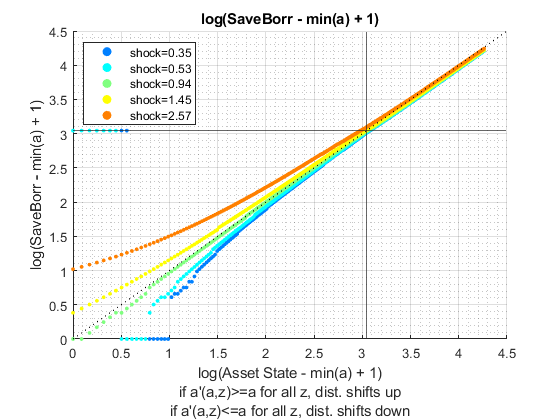 log(SaveBorr - min(a) + 1)
4.5
4
3.5
3
2.5
2
1.5
1
0.5
0
log(SaveBorr - min(a) + 1)
shock=0.35
shock=0.53
shock=0.94
shock=1.45
shock=2.57
0 0.5 1 1.5 2 2.5 3 3.5 4 4.5
log(Asset State - min(a) + 1)
if a'(a,z)>=a for all z, dist. shifts up
if a'(a,z)<=a for all z, dist. shifts down